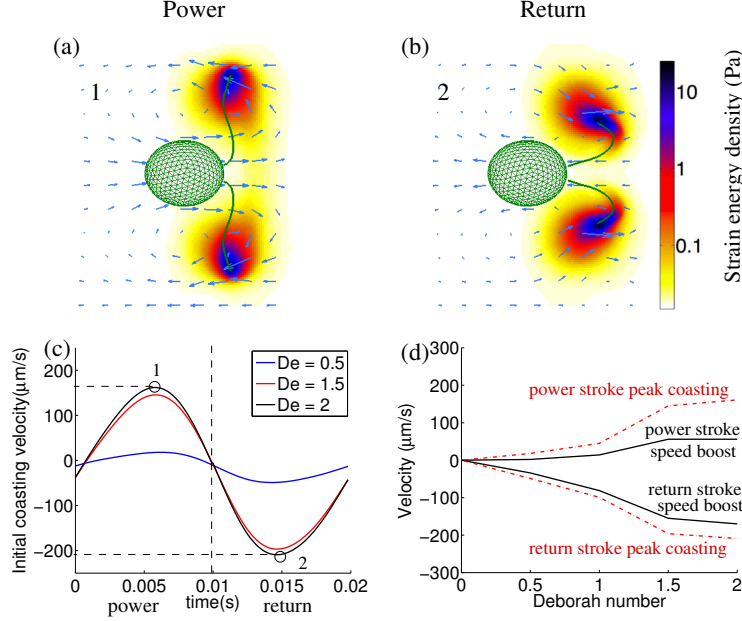 Power
Return
(a)
(b)
1
2
10
1
0.1
Strain energy density (Pa)
(c)
Initial coasting velocity(μm/s)
200
100
0
−100
−200
1
2
De = 0.5
De = 1.5
De = 2
0
0.005
0.01
0.015
0.02
power
time(s)
return
(d)
Velocity (μm/s)
300
200
100
0
−100
−200
−300
power stroke peak coasting
power stroke
speed boost
return stroke
speed boost
return stroke peak coasting
0
0.5
1
1.5
2
Deborah number